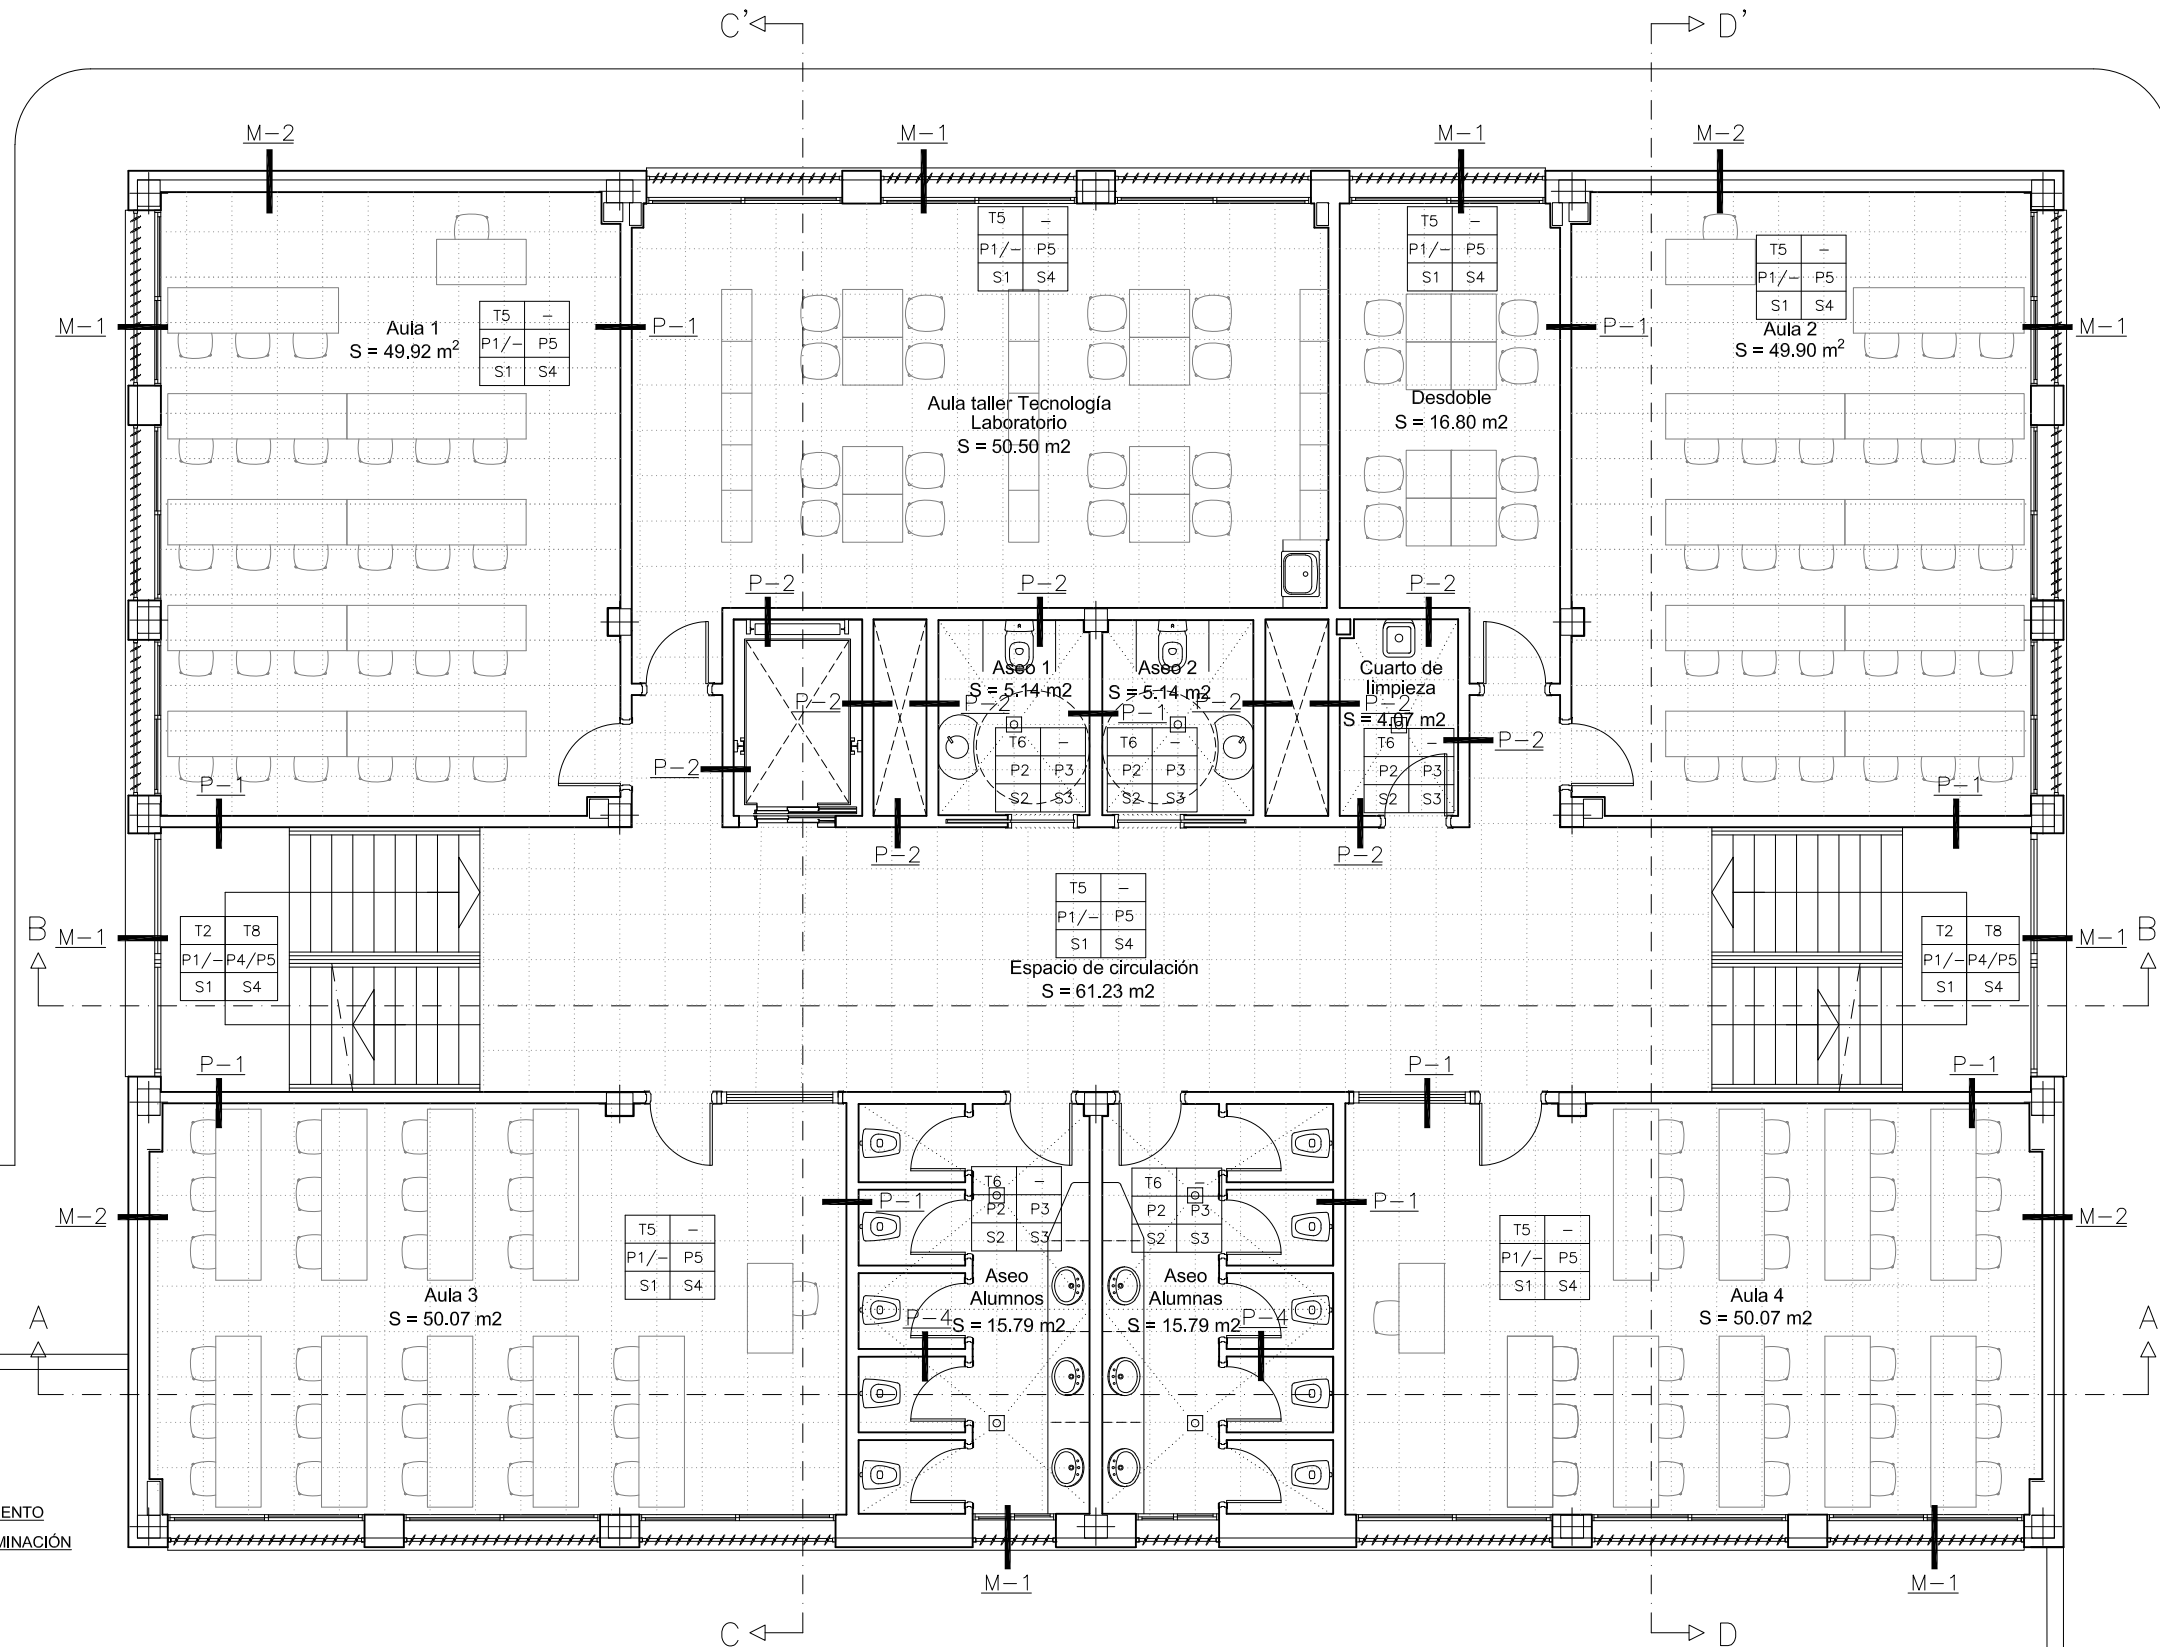 C' D'
M-2 M-1 M-1 M-2
T5 -
P1/- P5
S1 S4
T5 -
P1/- P5
S1 S4
T5 -
P1/- P5
S1 S4
T5 -
P1/- P5
S1 S4
M-1
Aula 1
S = 49.92 m²
P-1
P-1
Aula 2
S = 49.90 m²
M-1
Aula taller Tecnología
Laboratorio
S = 50.50 m2
Desdoble
S = 16.80 m2
P-2 P-2 P-2
Aseo 1
S = 5.14 m2
Aseo 2
S = 5.14 m2
Cuarto de
limpieza
S = 4.07 m2
P-2 P-2 P-1 P-2 P-2
P-2
P-2
T6 -
P2 P3
S2 S3
T6 -
P2 P3
S2 S3
T6 -
P2 P3
S2 S3
P-1 P-1
P-2 P-2
B M-1
T2 T8
P1/- P4/P5
S1 S4
T5 -
P1/- P5
S1 S4
Espacio de circulación
S = 61.23 m2
T2 T8
P1/- P4/P5
S1 S4
M-1 B
P-1 P-1 P-1
M-2
T5 -
P1/- P5
S1 S4
P-1
T6 -
P2 P3
S2 S3
T6 -
P2 P3
S2 S3
P-1
T5 -
P1/- P5
S1 S4
M-2
Aula 3
S = 50.07 m2
Aseo
Alumnos
S = 15.79 m2
P-4
Aseo
Alumnas
S = 15.79 m2
P-4
Aula 4
S = 50.07 m2
A A
ENTO
MINACIÓN
M-1 M-1
C D